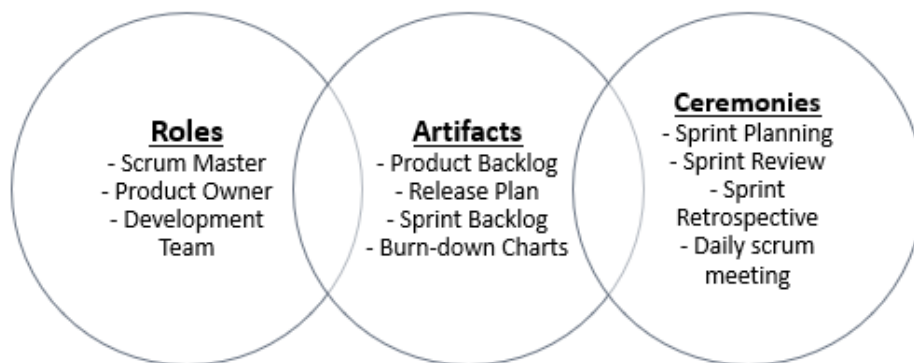 Roles
- Scrum Master
- Product Owner
- Development
Team
Artifacts
- Product Backlog
- Release Plan
- Sprint Backlog
- Burn-down Charts
Ceremonies
- Sprint Planning
- Sprint Review
- Sprint
Retrospective
- Daily scrum
meeting